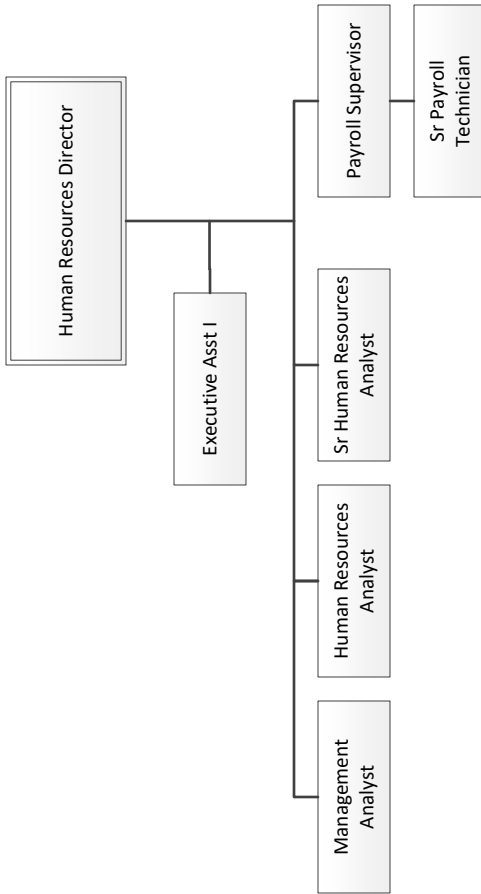 Human Resources Director
Executive Asst I
Management
Analyst
Human Resources
Analyst
Sr Human Resources
Analyst
Payroll Supervisor
Sr Payroll
Technician